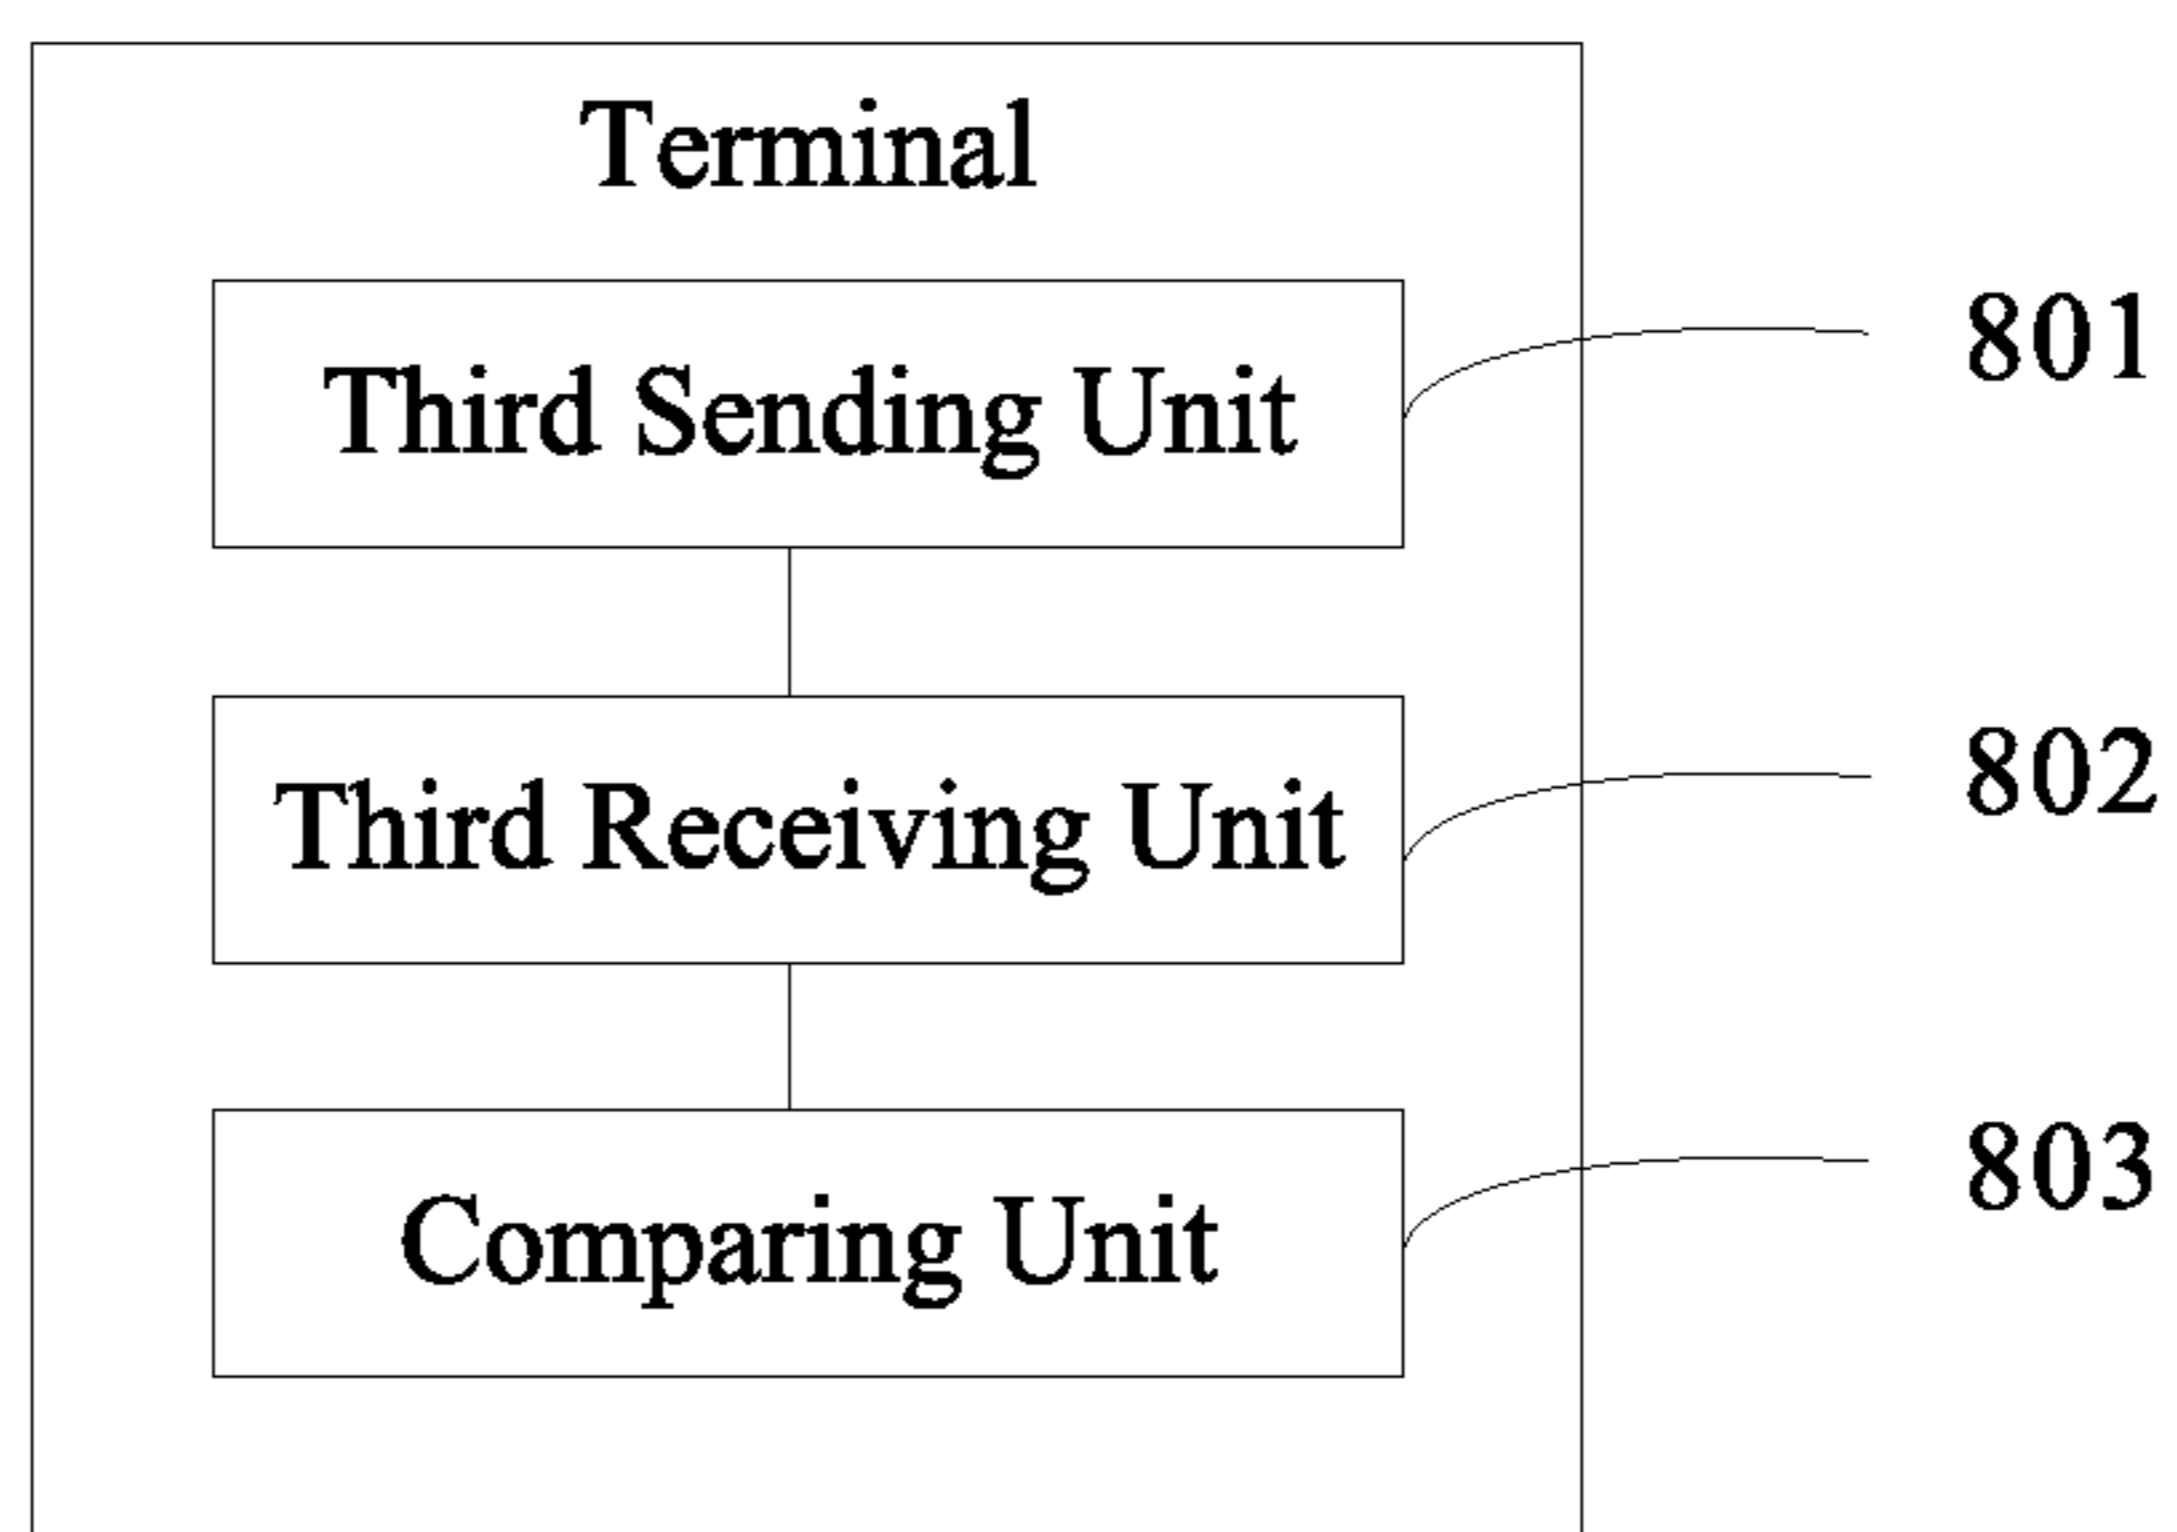 Terminal
Third Sending Unit
801
Third Receiving Unit
802
Comparing Unit
803